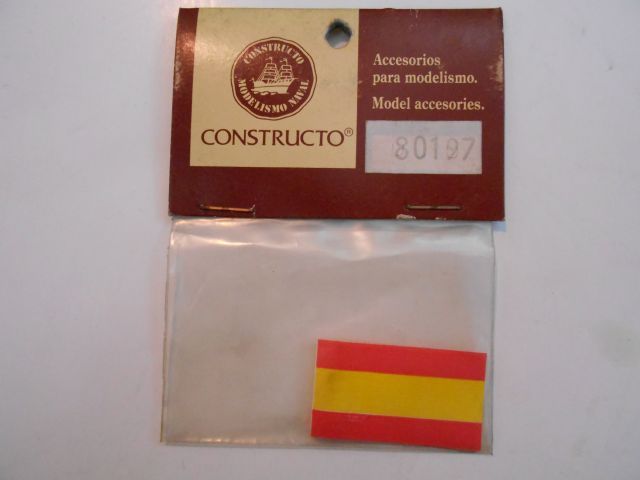 CONSTRUCTO
MODELISMO NAVAL
CONSTRUCTO®
Accesorios
para modelismo.
Model accesories.
80197